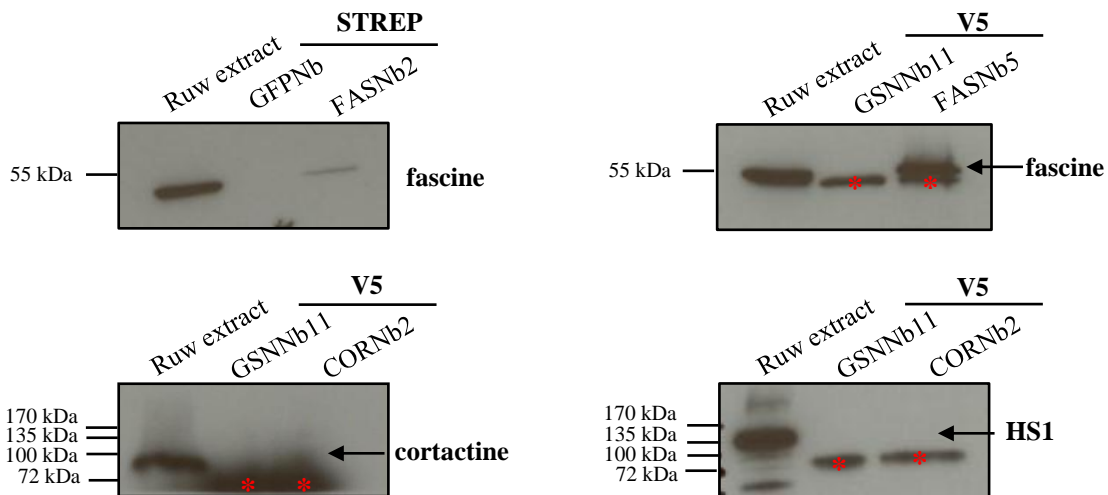 STREP
Ruw extract
GFPNb
FASNb2
55 kDa
fascine
V5
Ruw extract
GSNNb11
FASNb5
55 kDa
fascine
*
*
V5
Ruw extract
GSNNb11
CORNb2
170 kDa
135 kDa
100 kDa
72 kDa
cortactine
*
*
V5
Ruw extract
GSNNb11
CORNb2
170 kDa
135 kDa
100 kDa
72 kDa
HS1
*
*